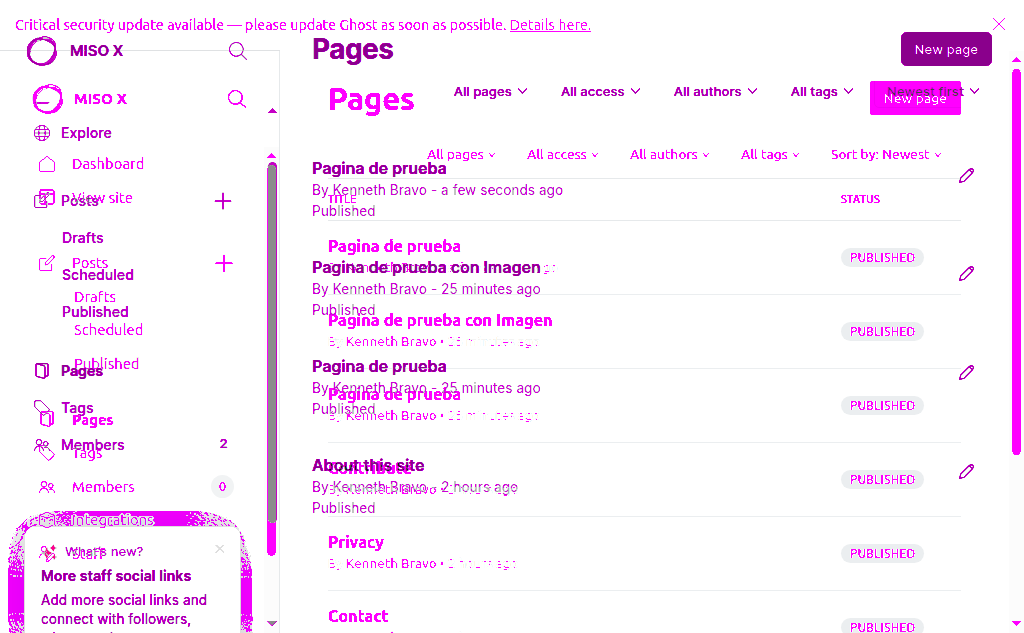 Critical security update available — please update Ghost as soon as possible. Details here.
MISO X
Pages
New page
MISO X
Pages
All pages
All access
All authors
All tags
Newest first
New page
Explore
Dashboard
View site
Posts
Drafts
Posts
Scheduled
Drafts
Published
Scheduled
Pages
Published
Tags
Pages
Members 2
Tags
Members 0
Integrations
Staff
What's new?
More staff social links
Add more social links and
connect with followers,
All pages
All access
All authors
All tags
Sort by: Newest
Pagina de prueba
By Kenneth Bravo - a few seconds ago
TITLE
STATUS
Published
Pagina de prueba
PUBLISHED
Pagina de prueba con Imagen
By Kenneth Bravo - 25 minutes ago
Published
Pagina de prueba con Imagen
PUBLISHED
By Kenneth Bravo •
Pagina de prueba
By Kenneth Bravo - 25 minutes ago
Pagina de prueba
Published
PUBLISHED
By Kenneth Bravo •
About this site
Contribute
By Kenneth Bravo - 2 hours ago
PUBLISHED
Published
Privacy
PUBLISHED
By Kenneth Bravo •
Contact
PUBLISHED